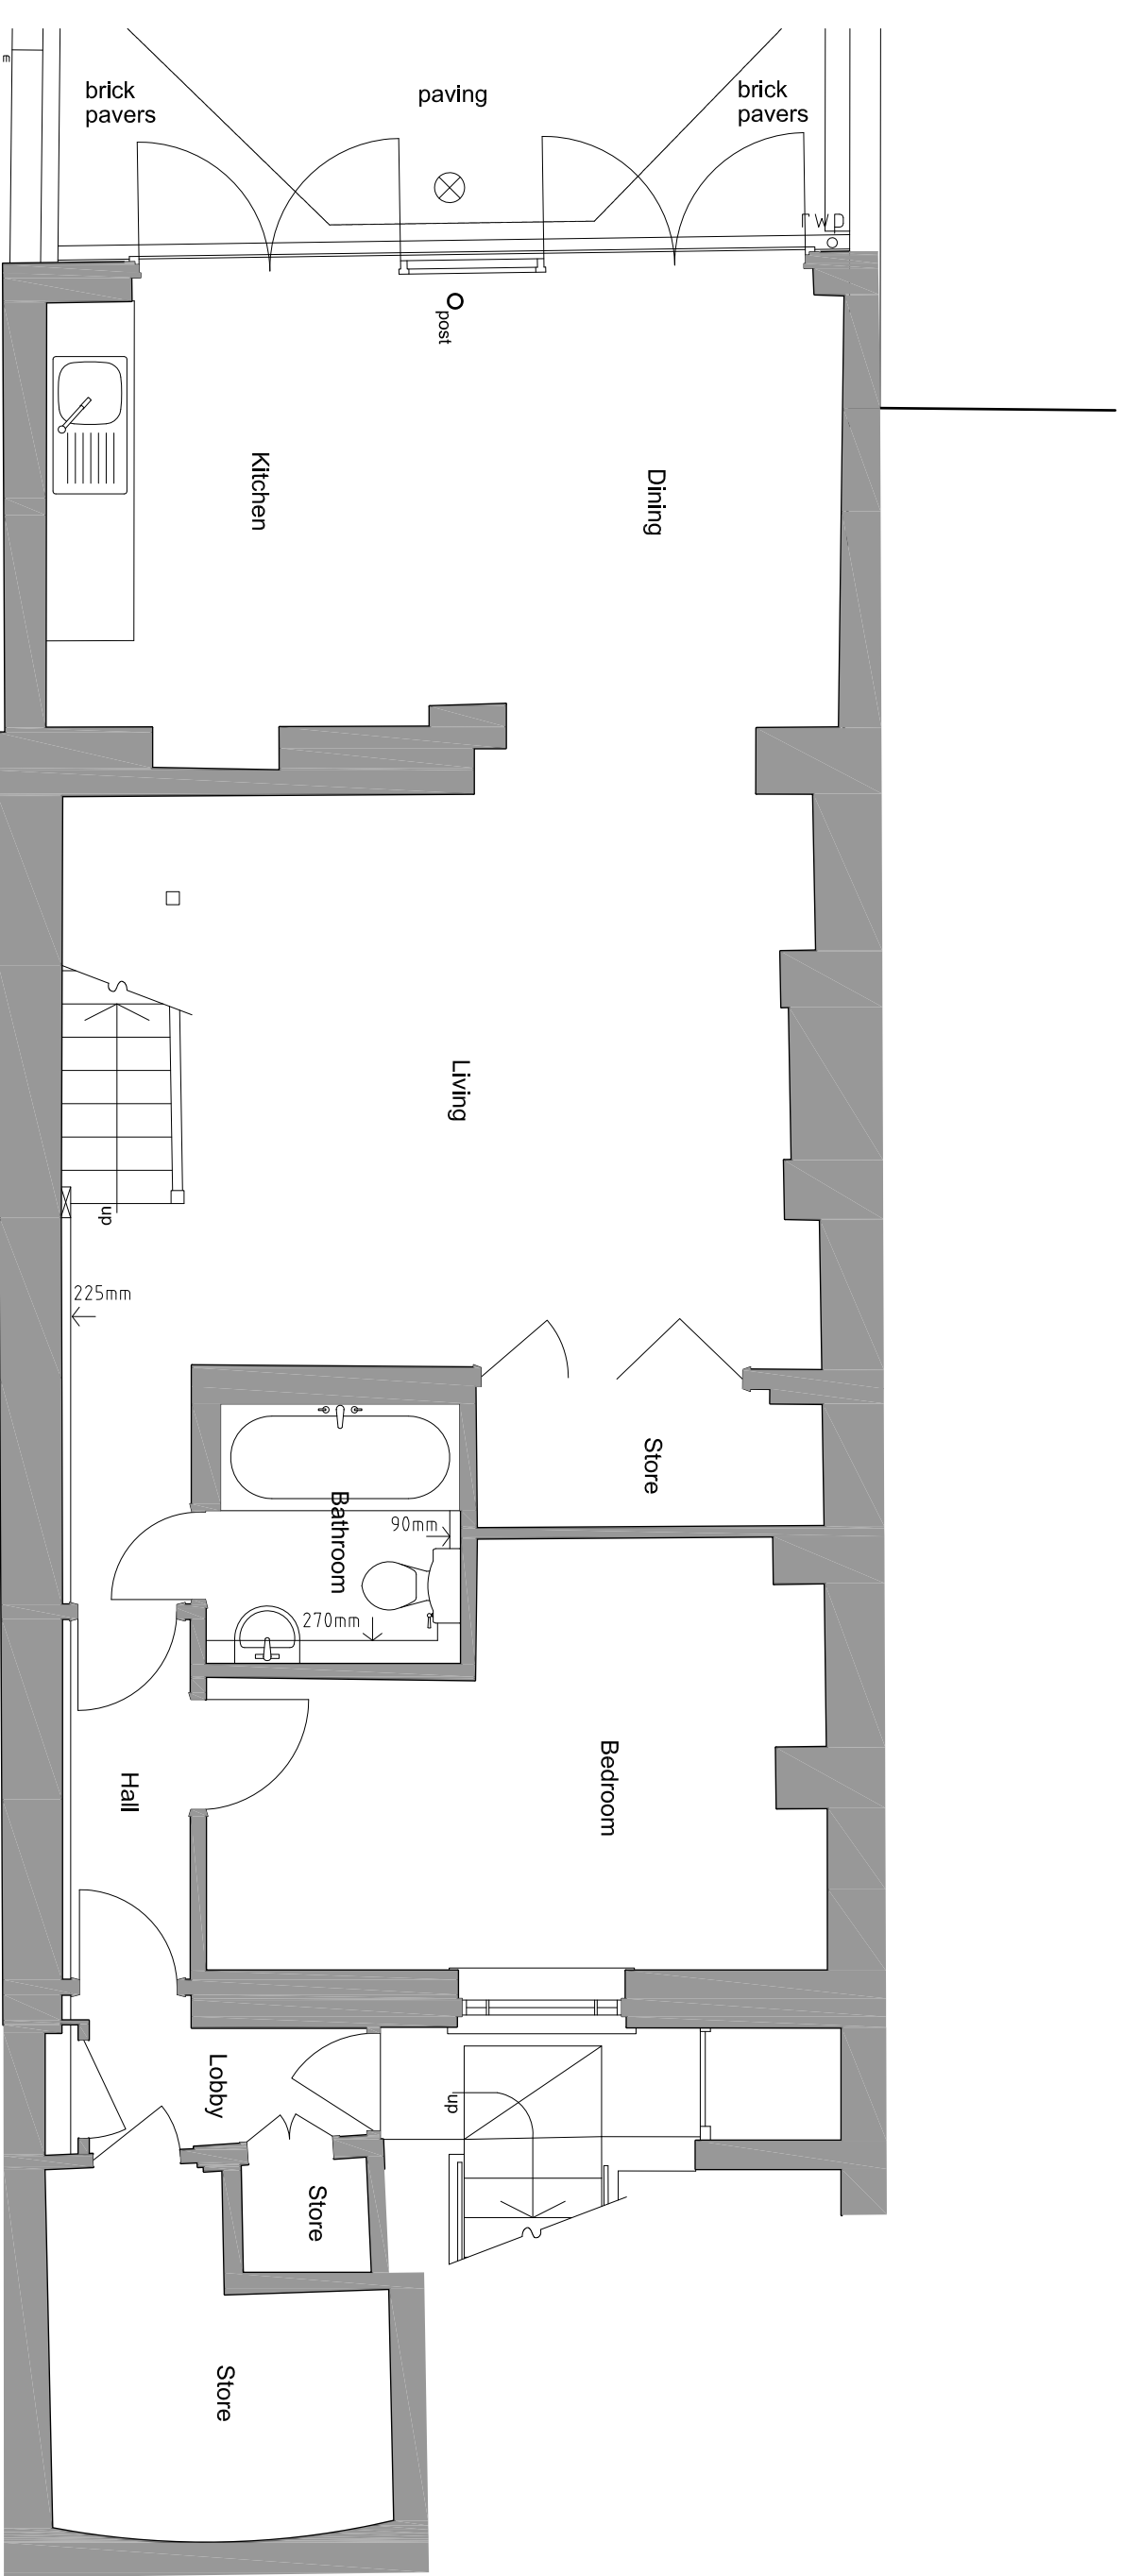 m
brick
pavers
paving
brick
pavers
rwp
post
Kitchen
Dining
Living
up
225mm
Store
Bathroom
90mm
270mm
Bedroom
Hall
Lobby
up
Store
Store